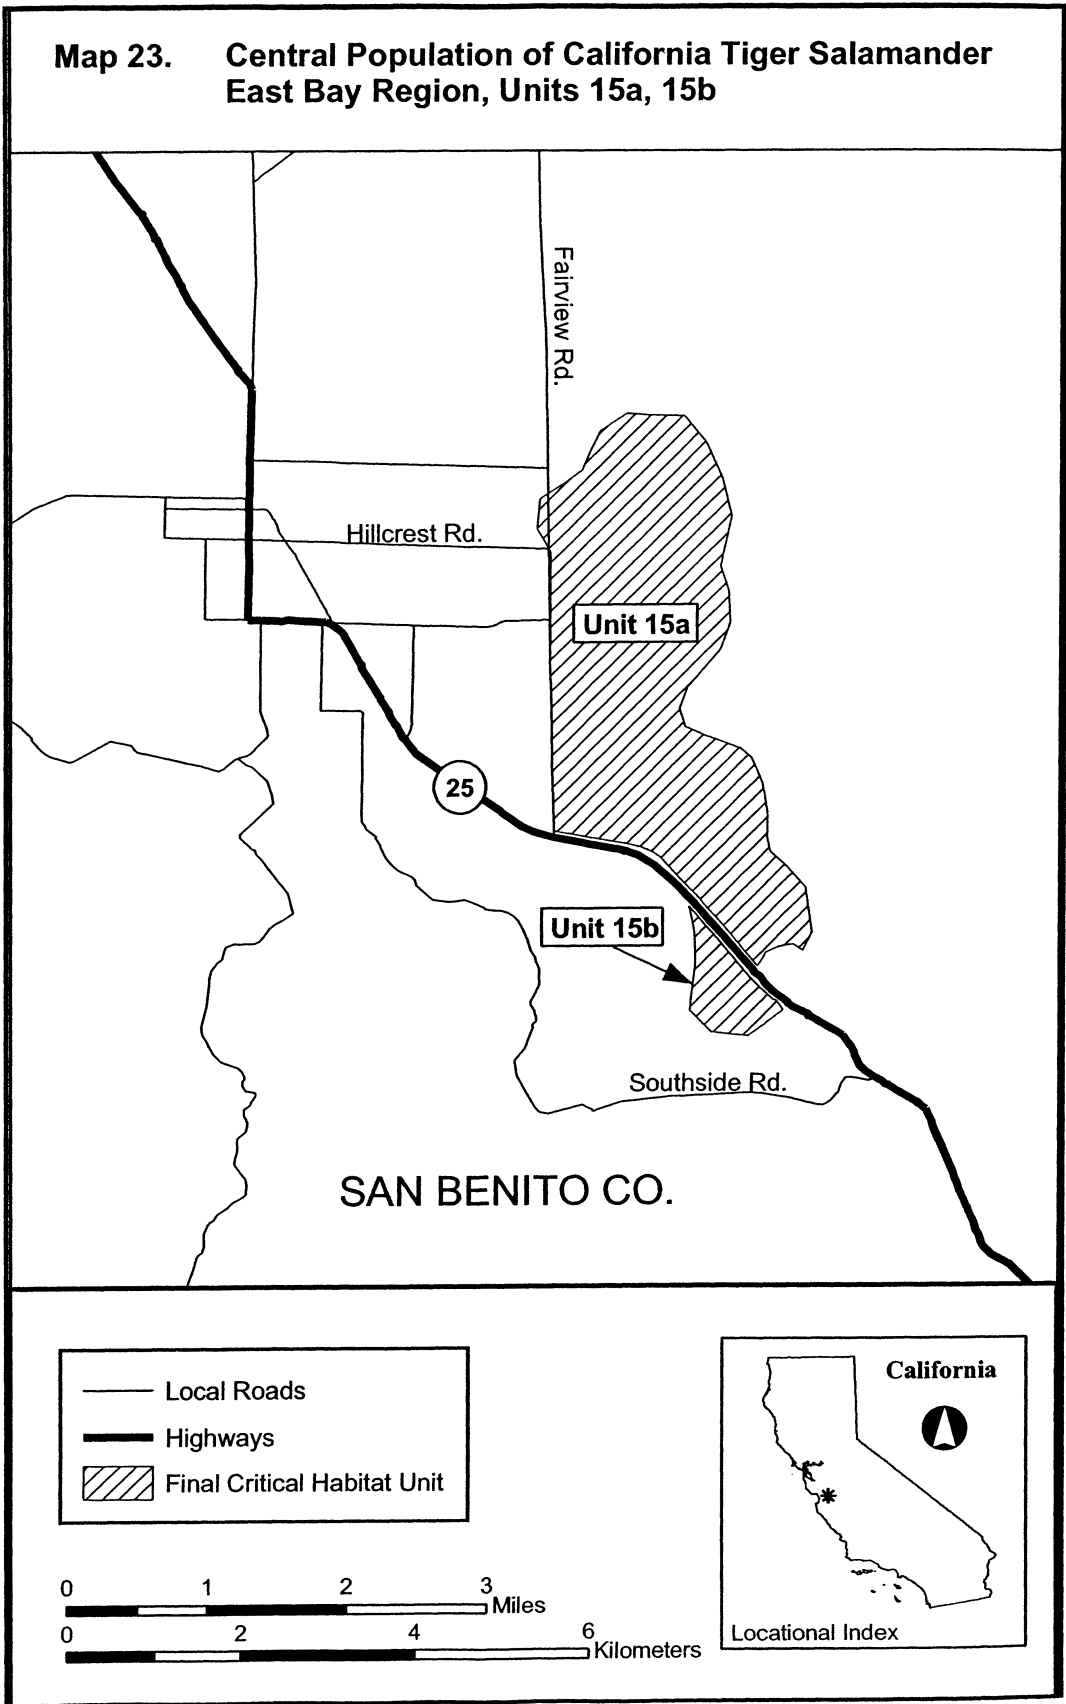 Map 23. Central Population of California Tiger Salamander
East Bay Region, Units 15a, 15b
Fairview Rd.
Hillcrest Rd.
Unit 15a
25
Unit 15b
Southside Rd.
SAN BENITO CO.
Local Roads
Highways
Final Critical Habitat Unit
0 1 2 3
Miles
0 2 4 6
Kilometers
California
Locational Index